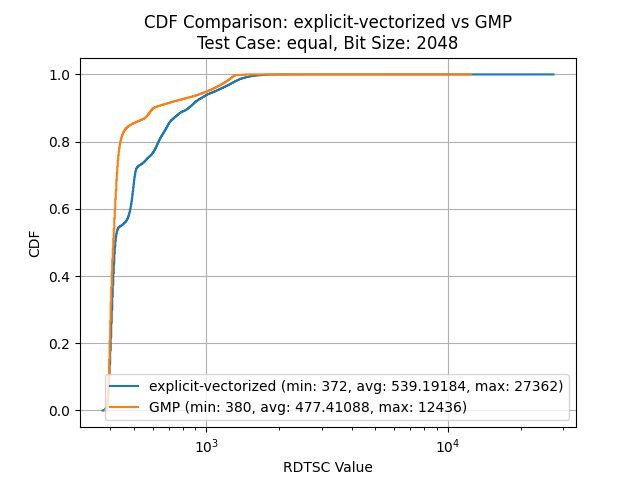 CDF Comparison: explicit-vectorized vs GMP
Test Case: equal, Bit Size: 2048
1.0
0.8
0.6
0.4
0.2
0.0
CDF
explicit-vectorized (min: 372, avg: 539.19184, max: 27362)
GMP (min: 380, avg: 477.41088, max: 12436)
10³
10⁴
RDTSC Value